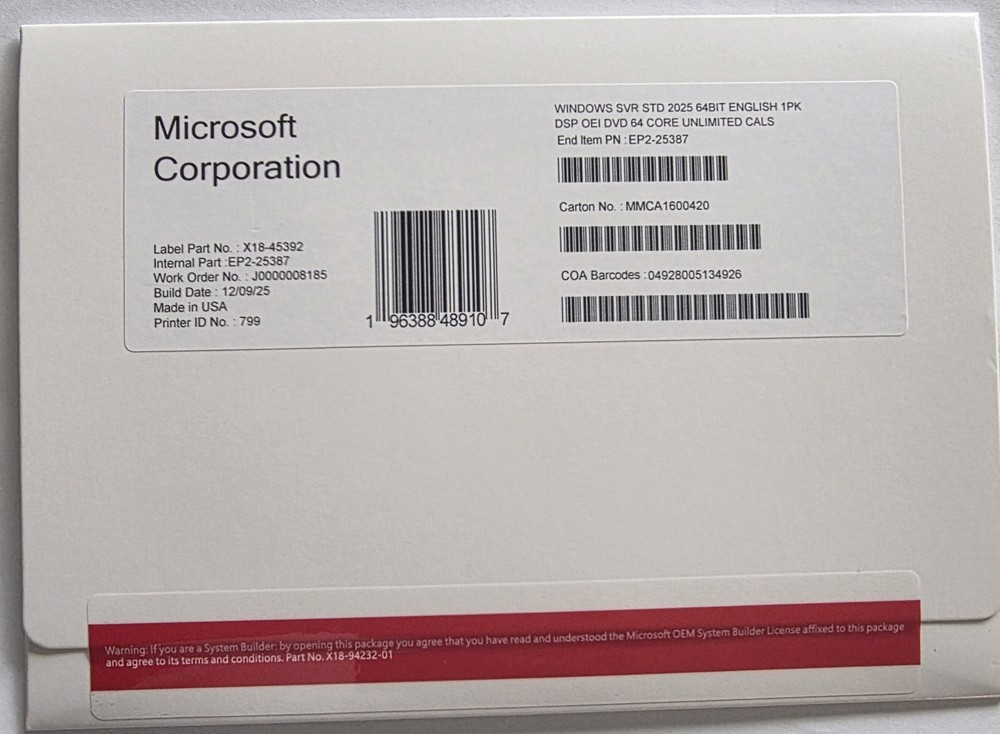 Microsoft
Corporation
Label Part No. : X18-45392
Internal Part :EP2-25387
Work Order No. : J0000008185
Build Date : 12/09/25
Made in USA
Printer ID No. : 799
1 96388 48910 7
WINDOWS SVR STD 2025 64BIT ENGLISH 1PK
DSP OEI DVD 64 CORE UNLIMITED CALS
End Item PN :EP2-25387
Carton No. : MMCA1600420
COA Barcodes :04928005134926
Warning: If you are a System Builder: by opening this package you agree that you have read and understood the Microsoft OEM System Builder License affixed to this package
and agree to its terms and conditions. Part No. X18-94232-01